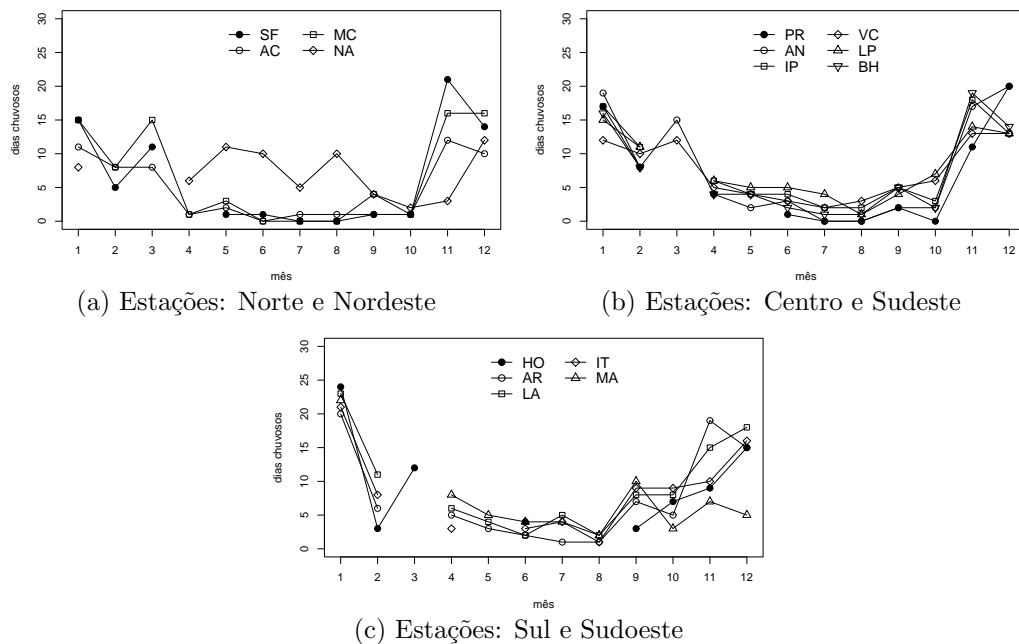 30
25
20
15
10
5
0
dias chuvosos
SF MC
AC NA
1 2 3 4 5 6 7 8 9 10 11 12
mês
(a) Estações: Norte e Nordeste
30
25
20
15
10
5
0
dias chuvosos
PR VC
AN LP
IP BH
1 2 3 4 5 6 7 8 9 10 11 12
mês
(b) Estações: Centro e Sudeste
30
25
20
15
10
5
0
dias chuvosos
HO IT
AR MA
LA
1 2 3 4 5 6 7 8 9 10 11 12
mês
(c) Estações: Sul e Sudoeste